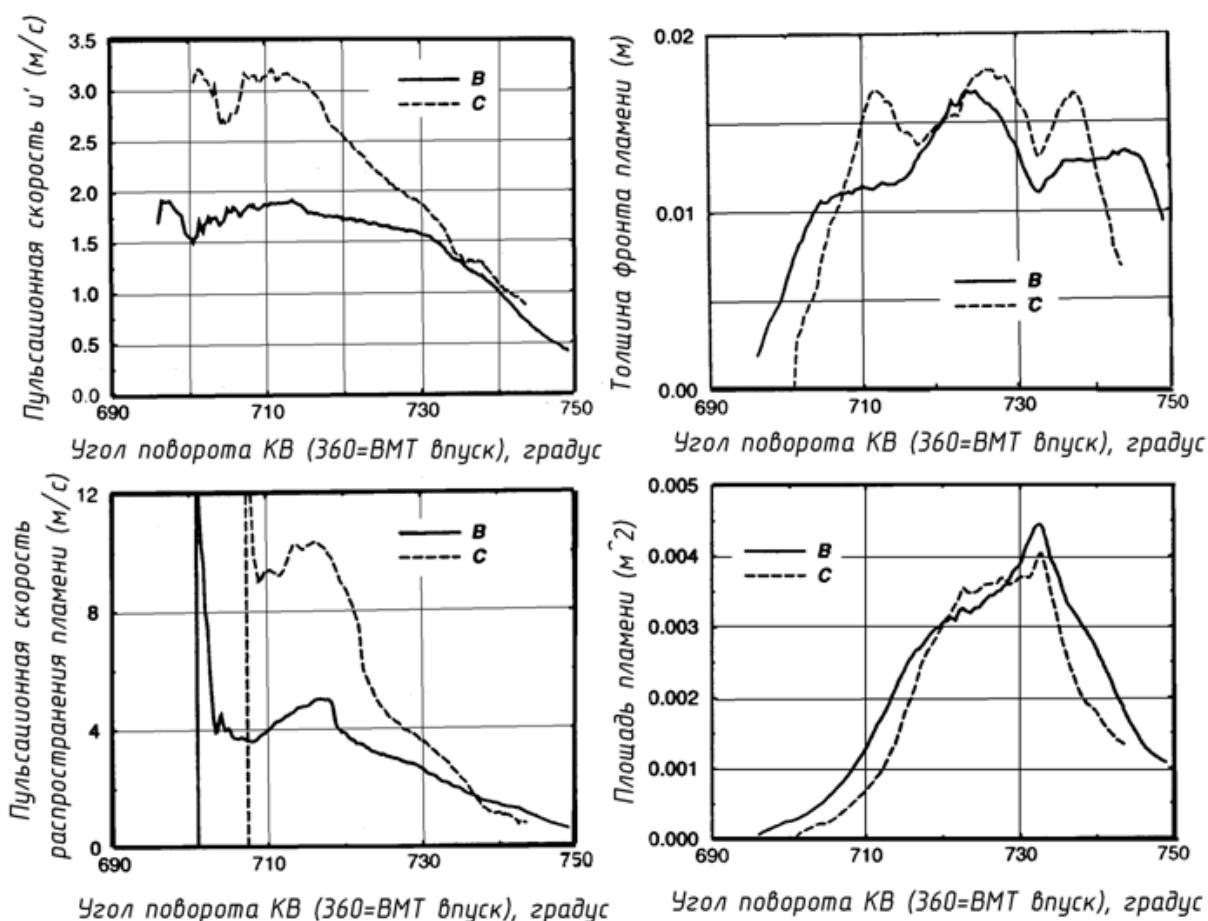 Пульсационная скорость u' (м/с)
3.5
3.0
2.5
2.0
1.5
1.0
0.5
0.0
B
C
690
710
730
750
Угол поворота КВ (360=ВМТ впуск), градус
Толщина фронта пламени (м)
0.02
0.01
0.00
B
C
690
710
730
750
Угол поворота КВ (360=ВМТ впуск), градус
Пульсационная скорость
распространения пламени (м/с)
12
8
4
0
B
C
690
710
730
750
Угол поворота КВ (360=ВМТ впуск), градус
Площадь пламени (м^2)
0.005
0.004
0.003
0.002
0.001
0.000
B
C
690
710
730
750
Угол поворота КВ (360=ВМТ впуск), градус